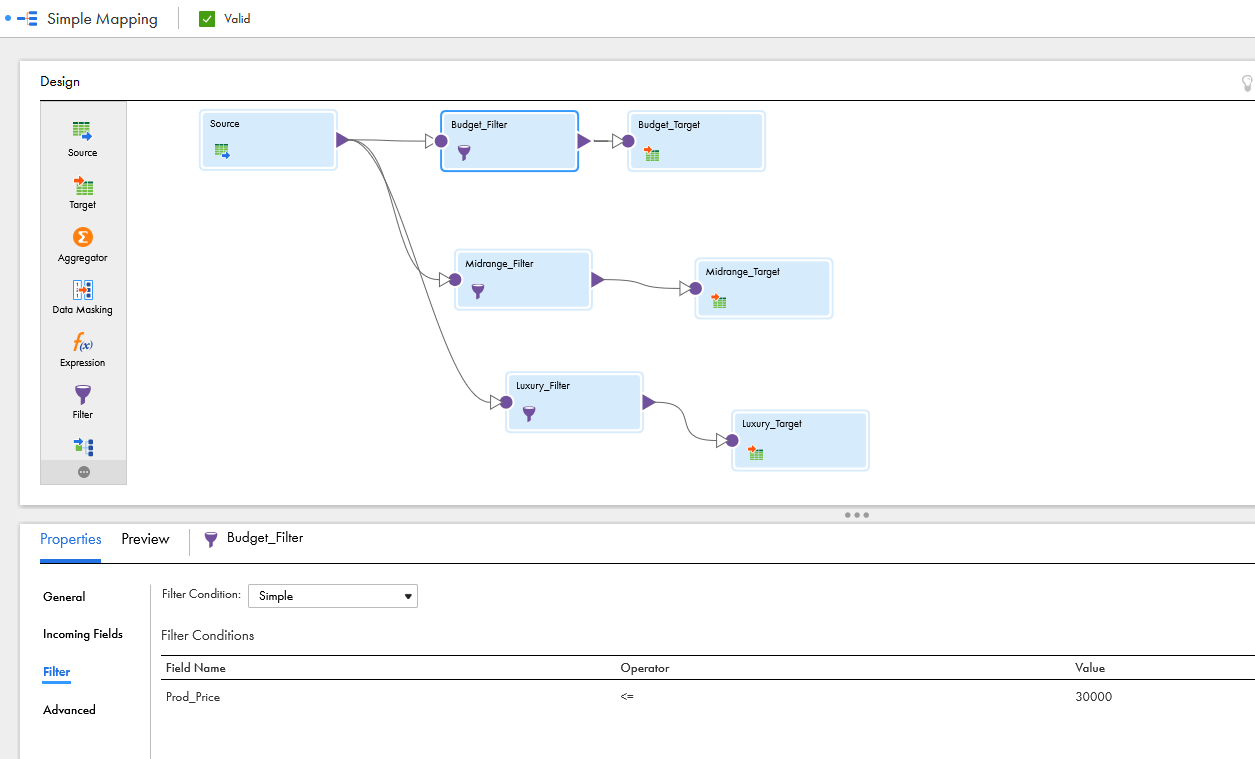 Simple Mapping
Valid
Design
Source
Target
Aggregator
Data Masking
Expression
Filter
Source
Budget_Filter
Budget_Target
Midrange_Filter
Midrange_Target
Luxury_Filter
Luxury_Target
Properties Preview Budget_Filter
General
Incoming Fields
Filter
Advanced
Filter Condition: Simple
Filter Conditions
Field Name Operator Value
Prod_Price <= 30000